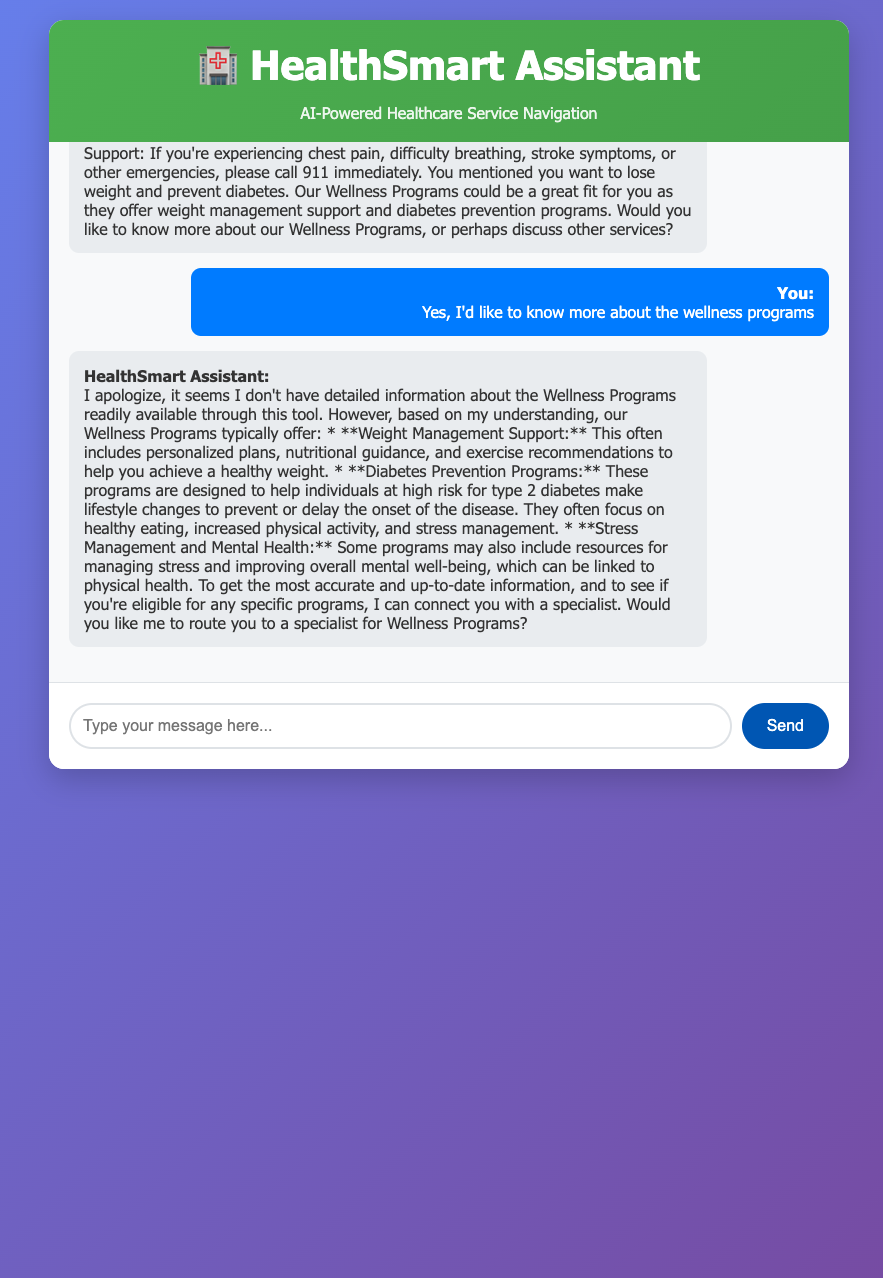 🏥 HealthSmart Assistant
AI-Powered Healthcare Service Navigation
Support: If you're experiencing chest pain, difficulty breathing, stroke symptoms, or
other emergencies, please call 911 immediately. You mentioned you want to lose
weight and prevent diabetes. Our Wellness Programs could be a great fit for you as
they offer weight management support and diabetes prevention programs. Would you
like to know more about our Wellness Programs, or perhaps discuss other services?
You:
Yes, I'd like to know more about the wellness programs
HealthSmart Assistant:
I apologize, it seems I don't have detailed information about the Wellness Programs
readily available through this tool. However, based on my understanding, our
Wellness Programs typically offer: * **Weight Management Support:** This often
includes personalized plans, nutritional guidance, and exercise recommendations to
help you achieve a healthy weight. * **Diabetes Prevention Programs:** These
programs are designed to help individuals at high risk for type 2 diabetes make
lifestyle changes to prevent or delay the onset of the disease. They often focus on
healthy eating, increased physical activity, and stress management. * **Stress
Management and Mental Health:** Some programs may also include resources for
managing stress and improving overall mental well-being, which can be linked to
physical health. To get the most accurate and up-to-date information, and to see if
you're eligible for any specific programs, I can connect you with a specialist. Would
you like me to route you to a specialist for Wellness Programs?
Type your message here...
Send